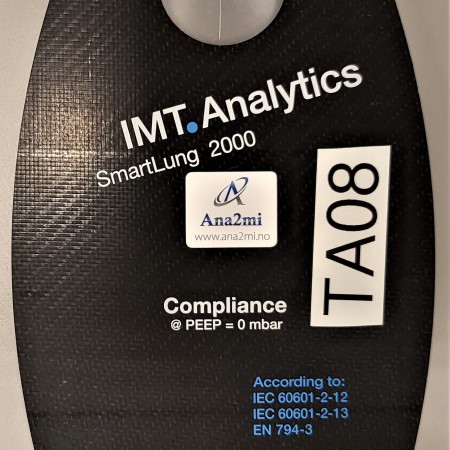 IMT.Analytics
SmartLung 2000
Ana2mi
www.ana2mi.no
TA08
Compliance
@ PEEP = 0 mbar
According to:
IEC 60601-2-12
IEC 60601-2-13
EN 794-3